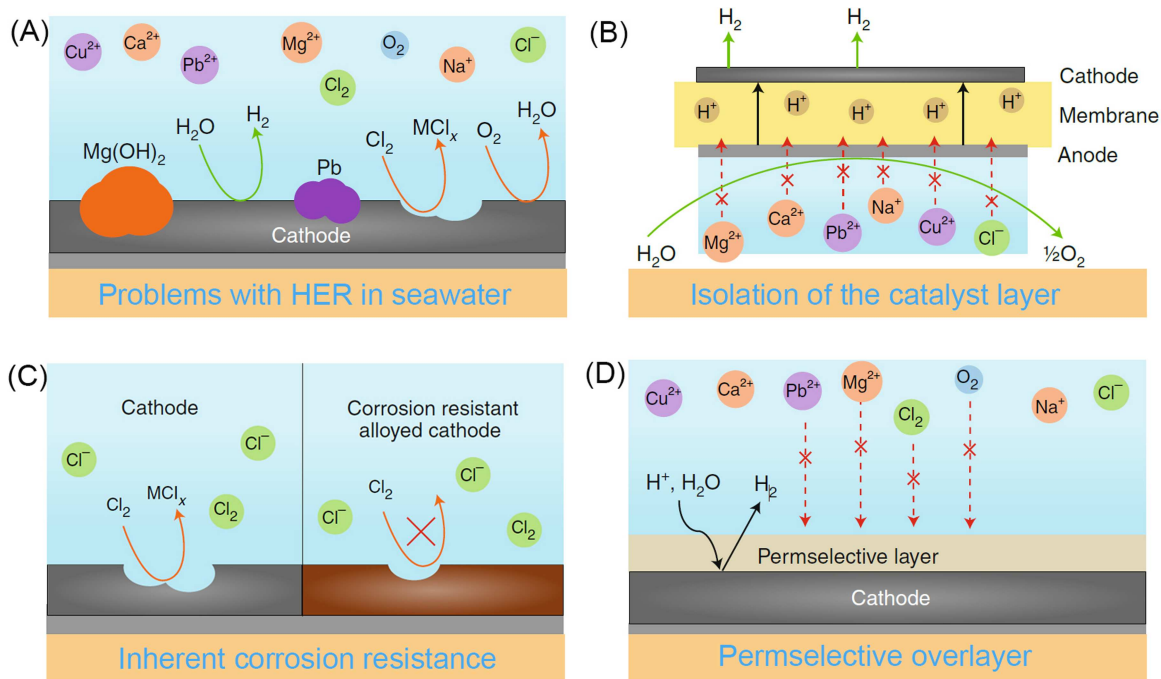 (A)
Cu²⁺
Ca²⁺
Pb²⁺
Mg²⁺
O₂
Na⁺
Cl⁻
Cl₂
H₂O
H₂
Cl₂
MClₓ
O₂
H₂O
Mg(OH)₂
Pb
Cathode
Problems with HER in seawater
(B)
H₂
H₂
Cathode
H⁺
H⁺
H⁺
H⁺
H⁺
Membrane
Anode
Mg²⁺
Ca²⁺
Pb²⁺
Na⁺
Cu²⁺
Cl⁻
H₂O
½O₂
Isolation of the catalyst layer
(C)
Cathode
Cl⁻
Cl⁻
Cl₂
MClₓ
Cl₂
Corrosion resistant
alloyed cathode
Cl₂
Cl⁻
Cl⁻
Cl₂
Inherent corrosion resistance
(D)
Cu²⁺
Ca²⁺
Pb²⁺
Mg²⁺
Cl₂
O₂
Na⁺
Cl⁻
H⁺, H₂O
H₂
Permselective layer
Cathode
Permselective overlayer